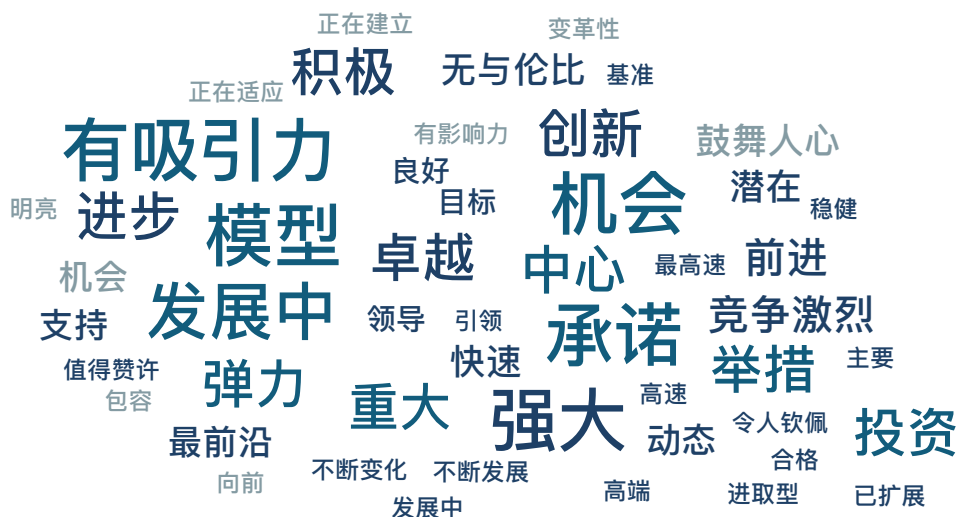 正在建立
变革性
积极
无与伦比
基准
正在适应
有吸引力
有影响力
创新
鼓舞人心
良好
目标
机会
潜在
稳健
明亮
进步
模型
卓越
中心
最高速
前进
机会
支持
发展中
领导
引领
承诺
竞争激烈
值得赞许
包容
弹力
快速
举措
主要
重大
强大
高速
令人钦佩
投资
最前沿
动态
合格
不断变化
不断发展
向前
高端
进取型
已扩展
发展中